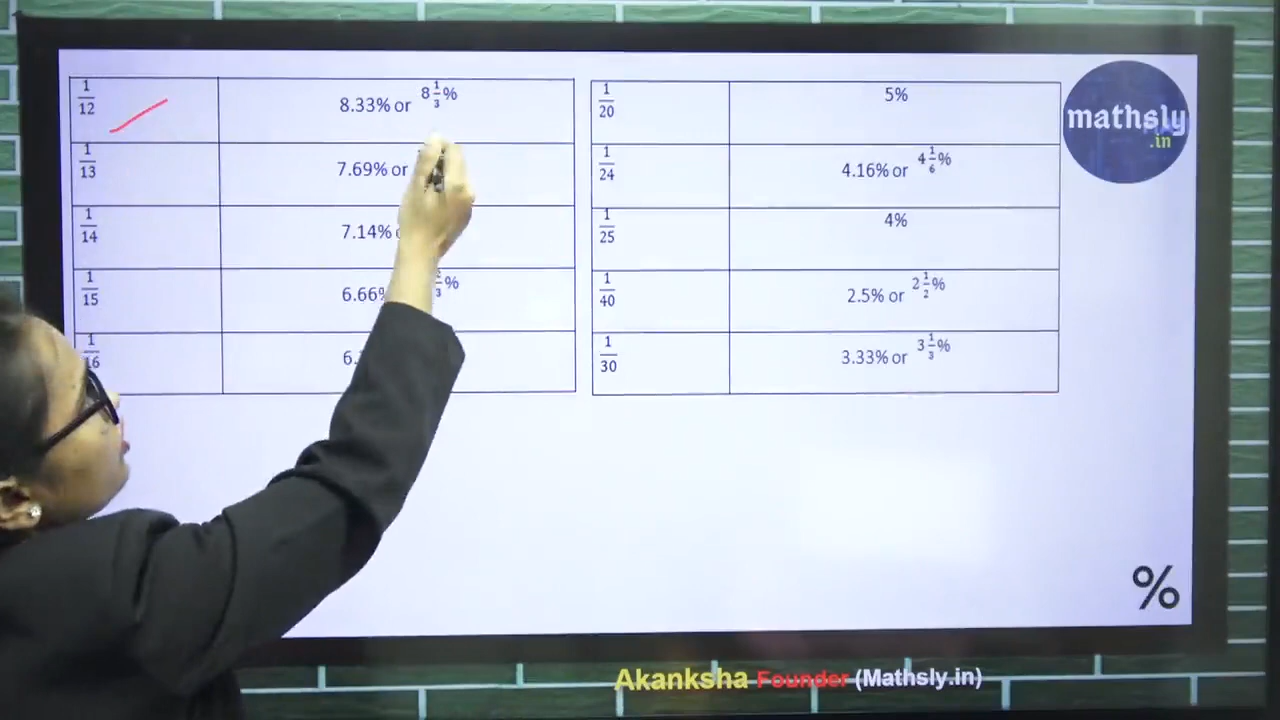 1/12 8.33% or 8 1/3%
1/13 7.69% or
1/14 7.14%
1/15 6.66%
1/16 6.
1/20 5%
1/24 4.16% or 4 1/6%
1/25 4%
1/40 2.5% or 2 1/2%
1/30 3.33% or 3 1/3%
mathsly
.in
%
Akanksha Founder (Mathsly.in)